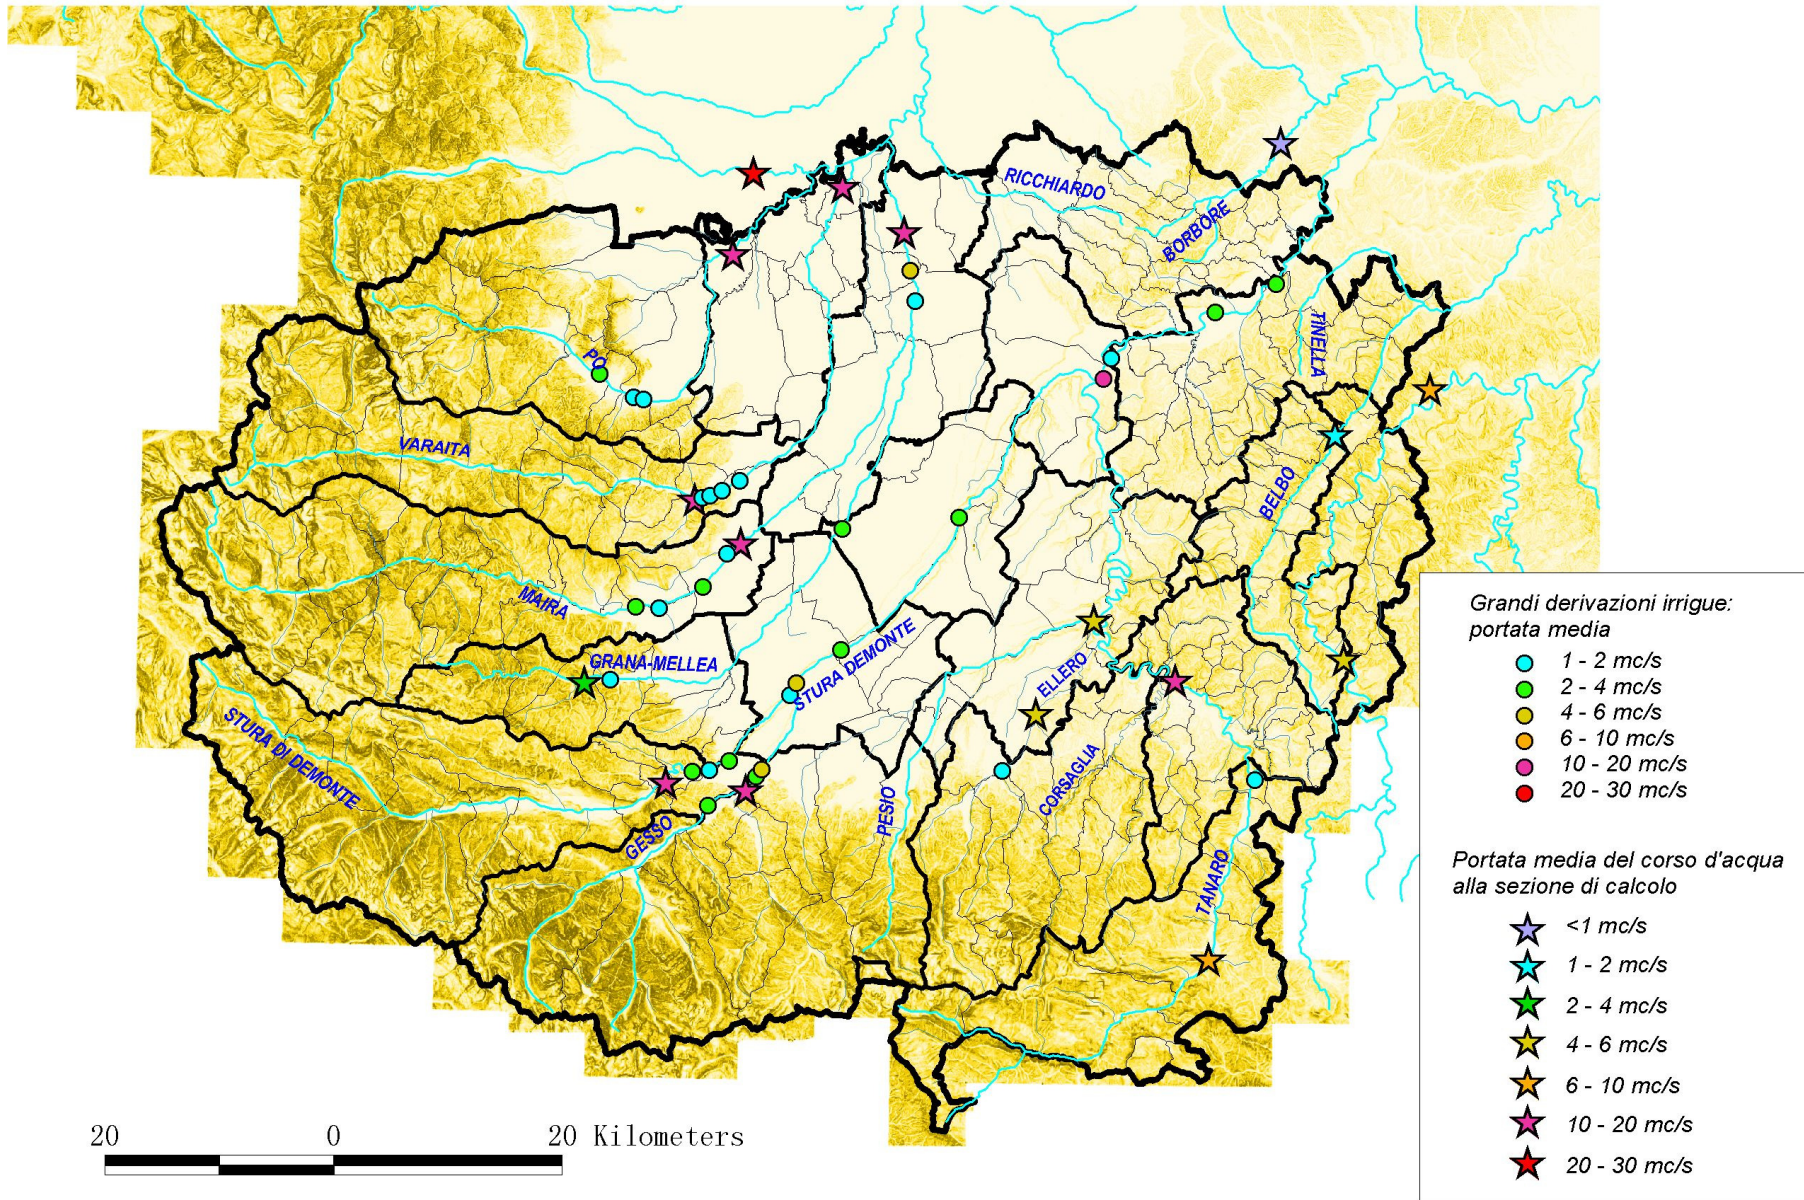 RICCHIARDO
BORBORE
TINELLA
PO
VARAITA
BELBO
MAIRA
GRANA-MELLEA
STURA DEMONTE
ELLERO
STURA DI DEMONTE
CORSAGLIA
PESIO
GESSO
TANARO
Grandi derivazioni irrigue:
portata media
1 - 2 mc/s
2 - 4 mc/s
4 - 6 mc/s
6 - 10 mc/s
10 - 20 mc/s
20 - 30 mc/s
Portata media del corso d'acqua
alla sezione di calcolo
<1 mc/s
1 - 2 mc/s
2 - 4 mc/s
4 - 6 mc/s
6 - 10 mc/s
10 - 20 mc/s
20 - 30 mc/s
20 0 20 Kilometers